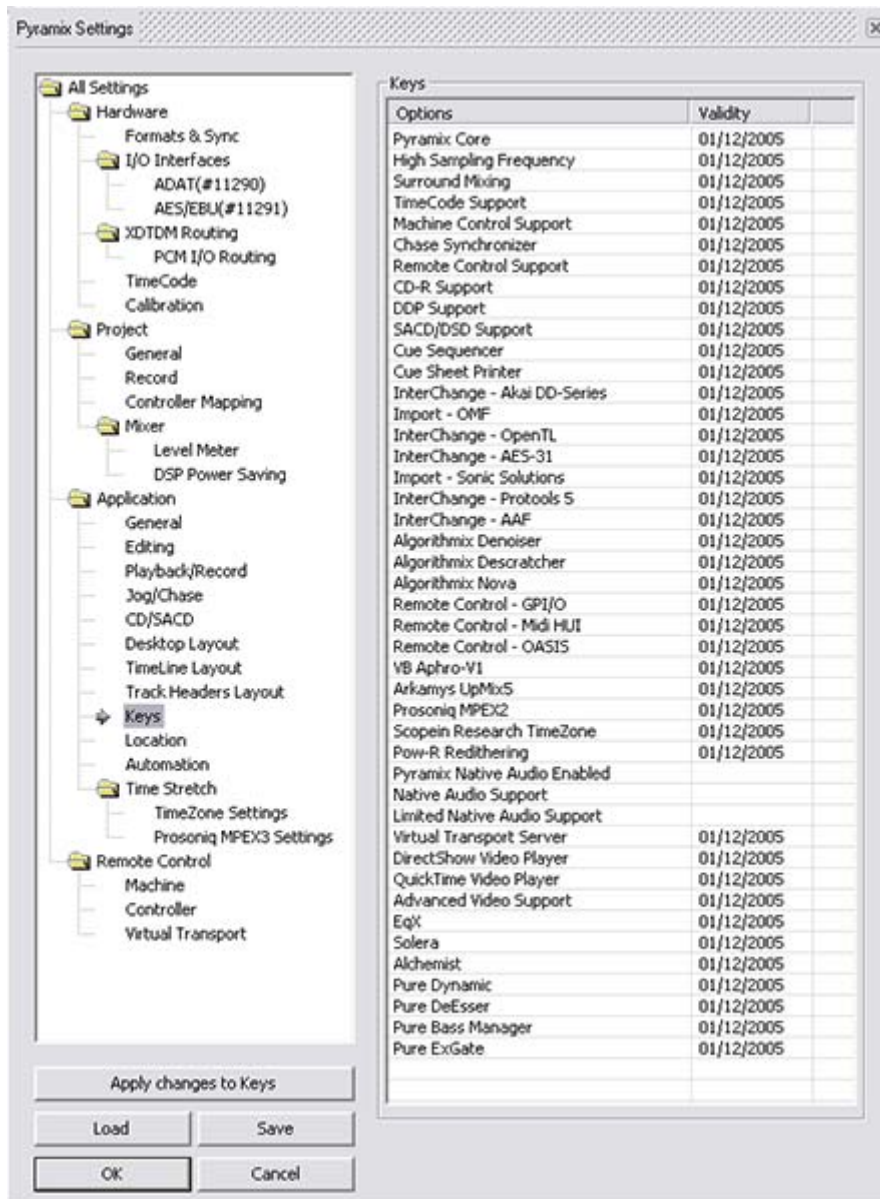 Pyramix Settings
All Settings
Hardware
Formats & Sync
I/O Interfaces
ADAT(#11290)
AES/EBU(#11291)
XDTDM Routing
PCM I/O Routing
TimeCode
Calibration
Project
General
Record
Controller Mapping
Mixer
Level Meter
DSP Power Saving
Application
General
Editing
Playback/Record
Jog/Chase
CD/SACD
Desktop Layout
TimeLine Layout
Track Headers Layout
Keys
Location
Automation
Time Stretch
TimeZone Settings
Prosoniq MPEX3 Settings
Remote Control
Machine
Controller
Virtual Transport
Apply changes to Keys
Load Save
OK Cancel
Keys
Options Validity
Pyramix Core 01/12/2005
High Sampling Frequency 01/12/2005
Surround Mixing 01/12/2005
TimeCode Support 01/12/2005
Machine Control Support 01/12/2005
Chase Synchronizer 01/12/2005
Remote Control Support 01/12/2005
CD-R Support 01/12/2005
DDP Support 01/12/2005
SACD/DSD Support 01/12/2005
Cue Sequencer 01/12/2005
Cue Sheet Printer 01/12/2005
InterChange - Akai DD-Series 01/12/2005
Import - OMF 01/12/2005
InterChange - OpenTL 01/12/2005
InterChange - AES-31 01/12/2005
Import - Sonic Solutions 01/12/2005
InterChange - Protools 5 01/12/2005
InterChange - AAF 01/12/2005
Algorithmix Denoiser 01/12/2005
Algorithmix Descratcher 01/12/2005
Algorithmix Nova 01/12/2005
Remote Control - GPI/O 01/12/2005
Remote Control - Midi HUI 01/12/2005
Remote Control - OASIS 01/12/2005
VB Aphro-V1 01/12/2005
Arkamys UpMix5 01/12/2005
Prosoniq MPEX2 01/12/2005
Scopein Research TimeZone 01/12/2005
Pow-R Redithering 01/12/2005
Pyramix Native Audio Enabled
Native Audio Support
Limited Native Audio Support
Virtual Transport Server 01/12/2005
DirectShow Video Player 01/12/2005
QuickTime Video Player 01/12/2005
Advanced Video Support 01/12/2005
EqX 01/12/2005
Solera 01/12/2005
Alchemist 01/12/2005
Pure Dynamic 01/12/2005
Pure DeEsser 01/12/2005
Pure Bass Manager 01/12/2005
Pure ExGate 01/12/2005